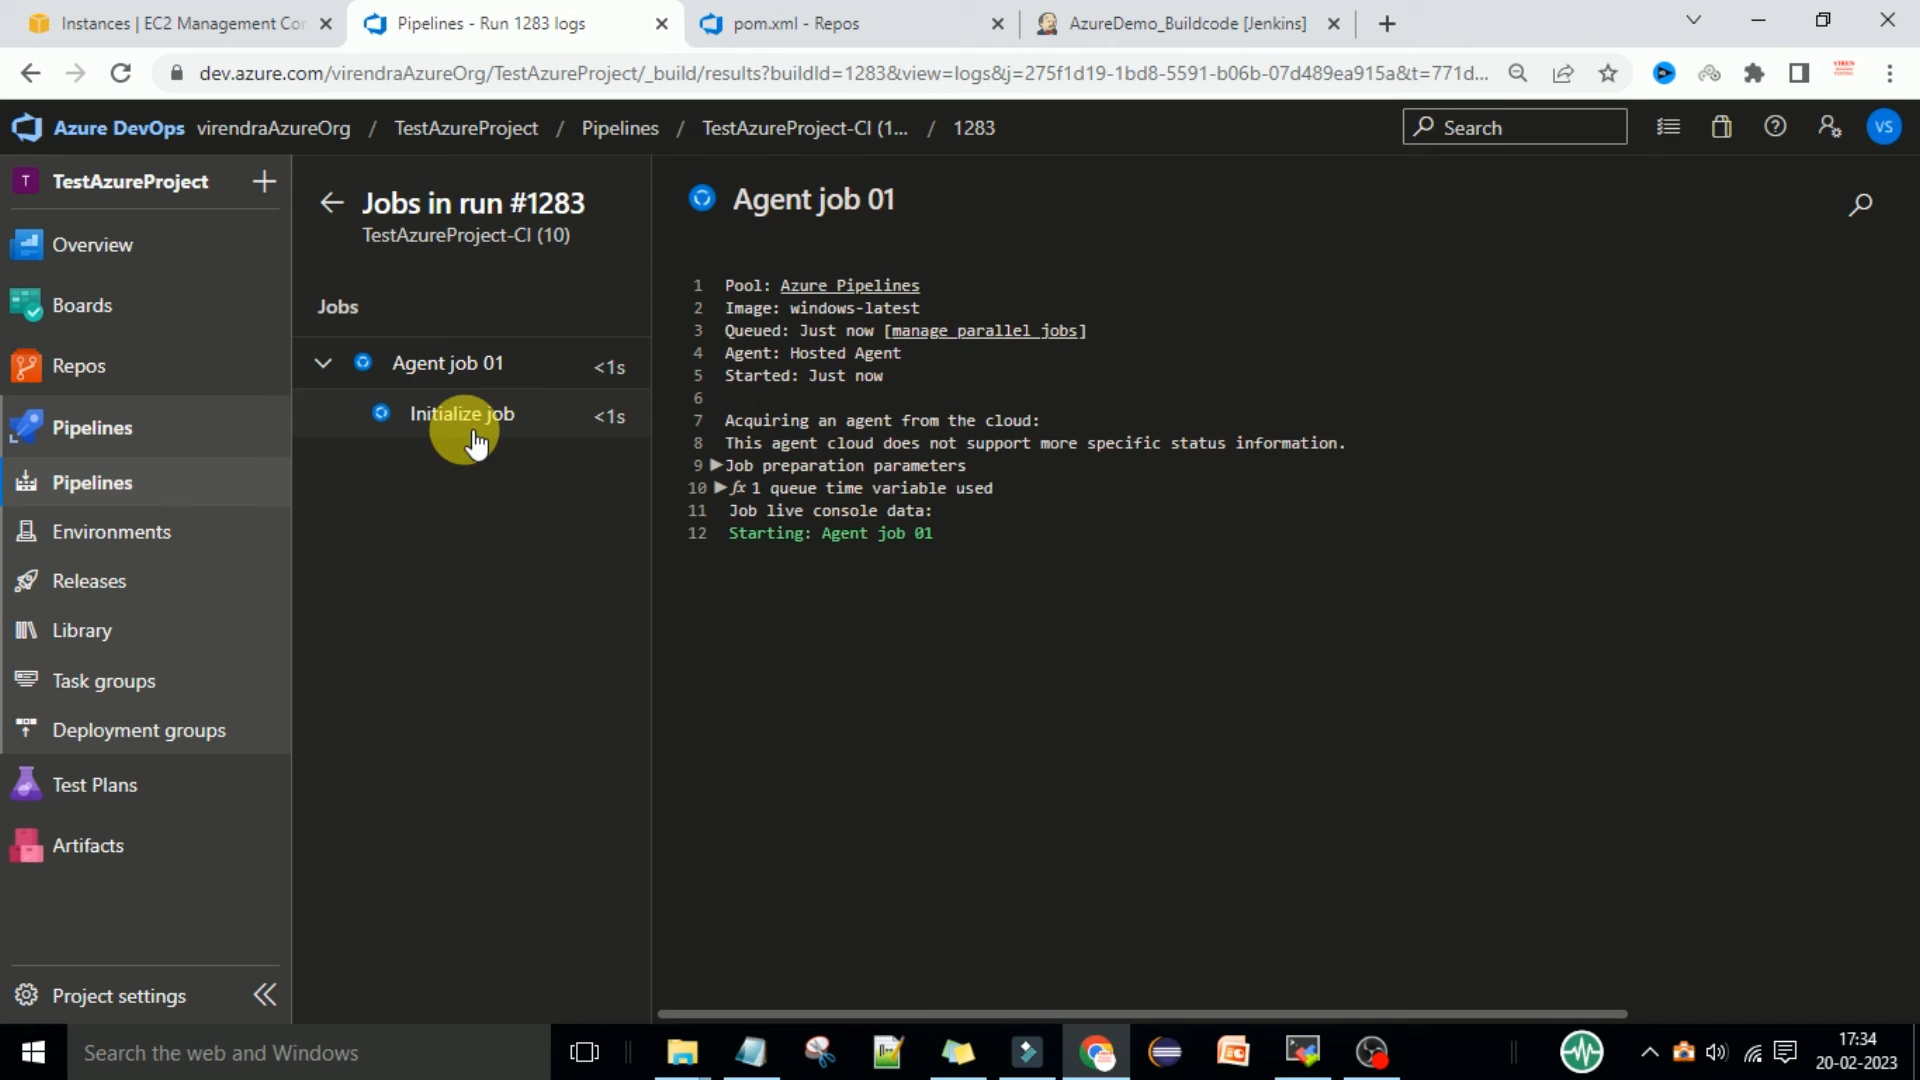 Instances | EC2 Management Cor
Pipelines - Run 1283 logs
pom.xml - Repos
AzureDemo_Buildcode [Jenkins]
dev.azure.com/virendraAzureOrg/TestAzureProject/_build/results?buildId=1283&view=logs&j=275f1d19-1bd8-5591-b06b-07d489ea915a&t=771d...
VIREN
Azure DevOps virendraAzureOrg / TestAzureProject / Pipelines / TestAzureProject-CI (1... / 1283
Search
VS
T TestAzureProject
Overview
Boards
Repos
Pipelines
Pipelines
Environments
Releases
Library
Task groups
Deployment groups
Test Plans
Artifacts
Project settings
Jobs in run #1283
TestAzureProject-CI (10)
Jobs
Agent job 01 <1s
Initialize job <1s
Agent job 01
1 Pool: Azure Pipelines
2 Image: windows-latest
3 Queued: Just now [manage parallel jobs]
4 Agent: Hosted Agent
5 Started: Just now
6
7 Acquiring an agent from the cloud:
8 This agent cloud does not support more specific status information.
9 Job preparation parameters
10 fx 1 queue time variable used
11 Job live console data:
12 Starting: Agent job 01
Search the web and Windows
17:34
20-02-2023